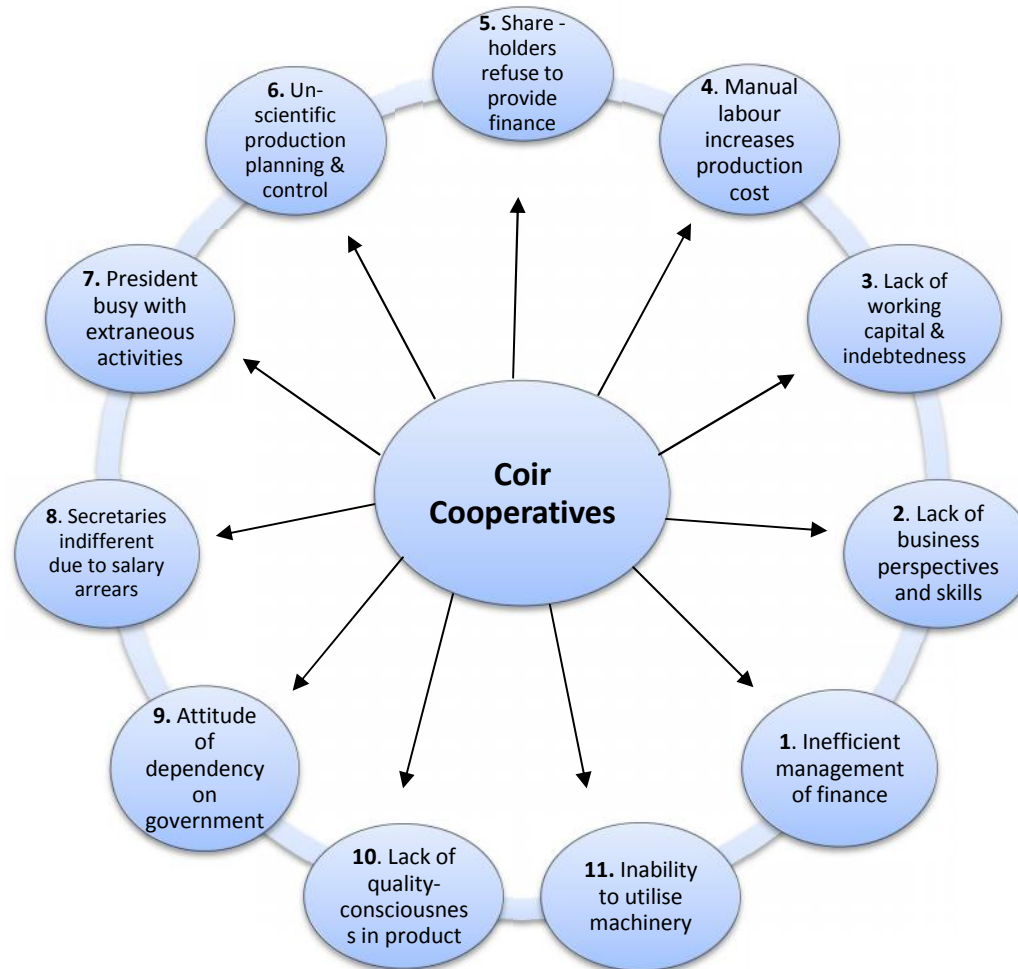 5. Share -
holders
refuse to
provide
finance
4. Manual
labour
increases
production
cost
3. Lack of
working
capital &
indebtedness
2. Lack of
business
perspectives
and skills
1. Inefficient
management
of finance
11. Inability
to utilise
machinery
10. Lack of
quality-
consciousnes
s in product
9. Attitude
of
dependency
on
government
8. Secretaries
indifferent
due to salary
arrears
7. President
busy with
extraneous
activities
6. Un-
scientific
production
planning &
control
Coir
Cooperatives